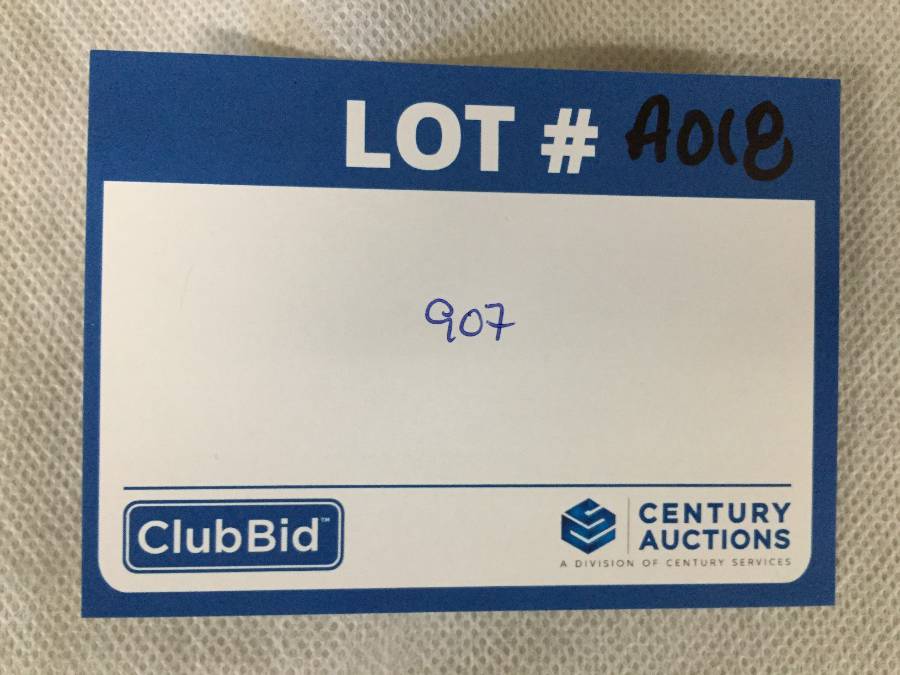 LOT # A018
907
ClubBid™
CENTURY
AUCTIONS
A DIVISION OF CENTURY SERVICES